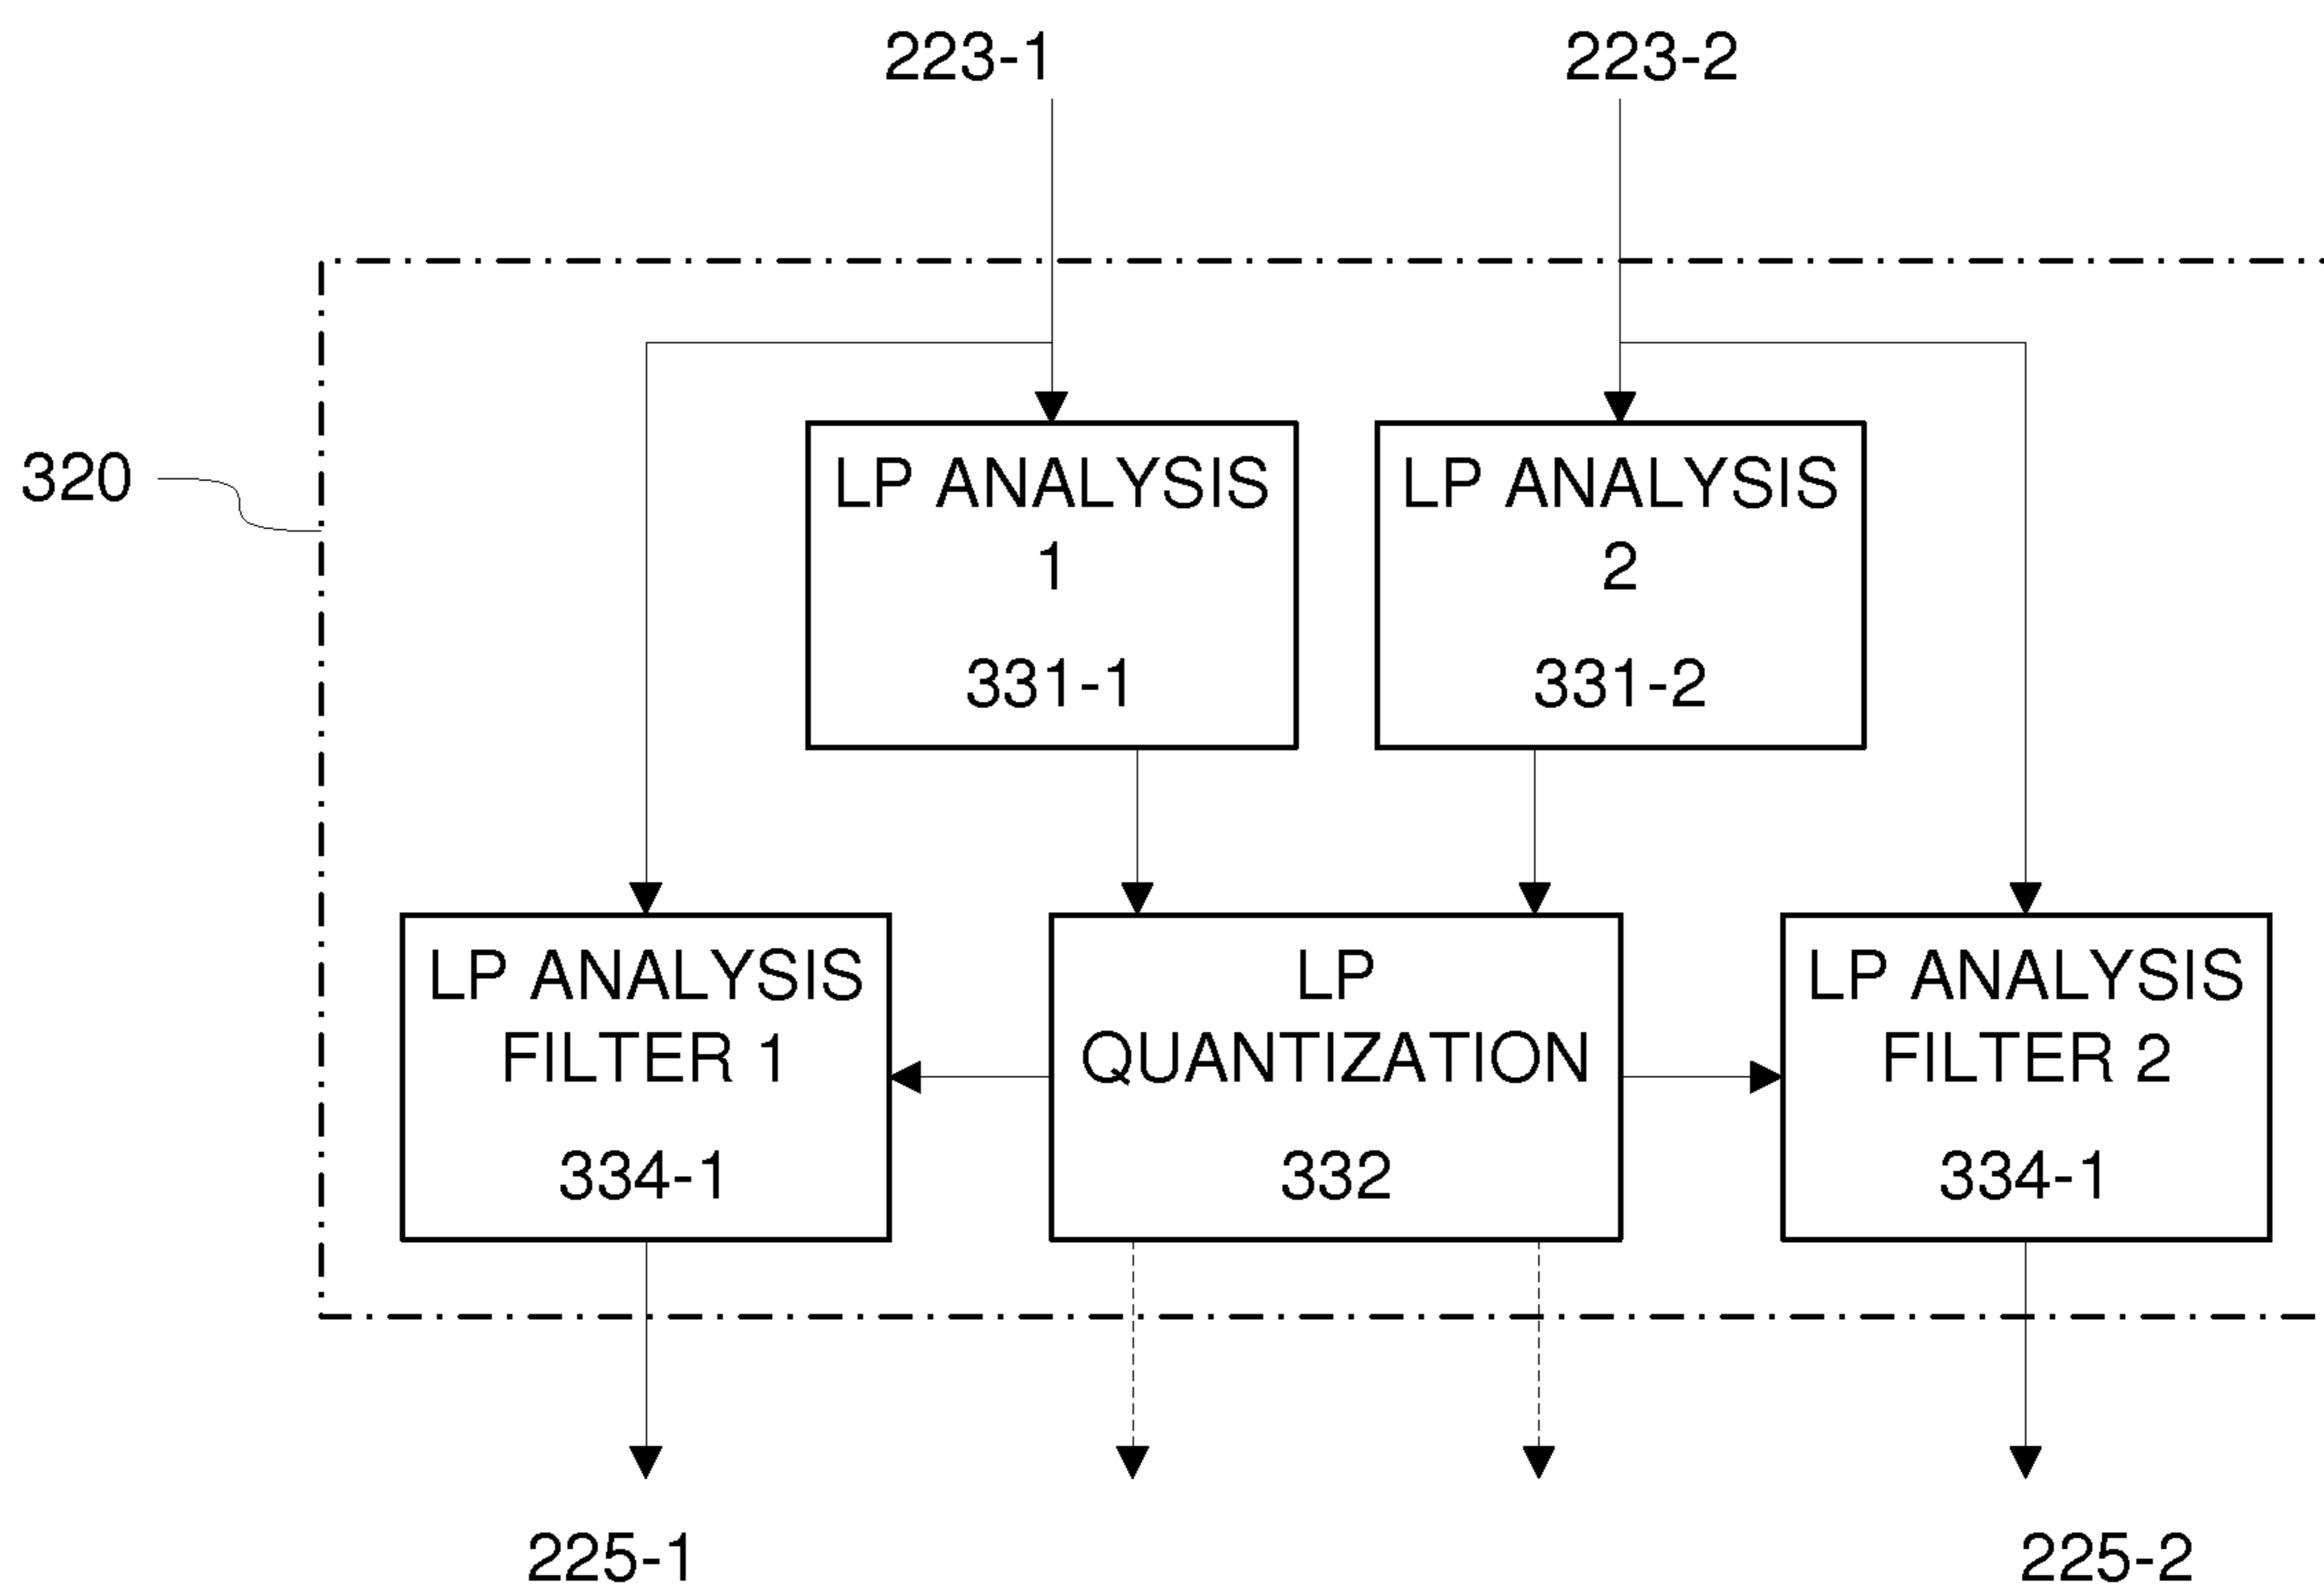 223-1
223-2
320
LP ANALYSIS
1
331-1
LP ANALYSIS
2
331-2
LP ANALYSIS
FILTER 1
334-1
LP
QUANTIZATION
332
LP ANALYSIS
FILTER 2
334-1
225-1
225-2